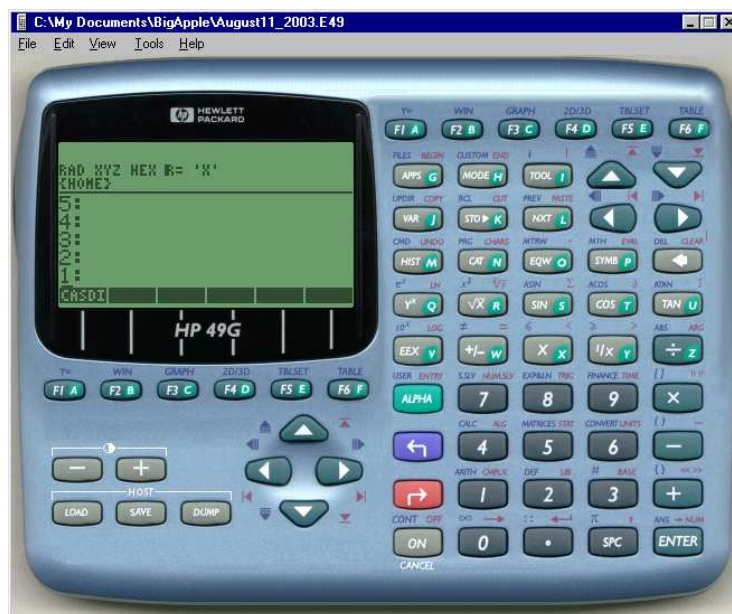 C:\My Documents\BigApple\August11_2003.E49
File Edit View Tools Help
HEWLETT
PACKARD
RAD XYZ HEX R= 'X'
{HOME}
5:
4:
3:
2:
1:
CASDI
HP 49G
Y= WIN GRAPH 2D/3D TBLSET TABLE
F1 A F2 B F3 C F4 D F5 E F6 F
HOST
LOAD SAVE DUMP
Y= WIN GRAPH 2D/3D TBLSET TABLE
F1 A F2 B F3 C F4 D F5 E F6 F
FILES BEGIN CUSTOM END
APPS G MODE H TOOL I
UPDIR COPY RCL CUT PREV PASTE
VAR J STO▶ K NXT L
CMD UNDO PRG CHARS MTRW ' MTH EVAL DEL CLEAR
HIST M CAT N EQW O SYMB P
e^x LN x² ASIN Σ ACOS ∂ ATAN ∫
Y^X Q √X R SIN S COS T TAN U
10^x LOG ≠ = ≤ < ≥ > ABS ARG
EEX V +/- W X X 1/X Y ÷ Z
USER ENTRY S.SLV NUM.SLV EXP&LN TRIG FINANCE TIME [ ] " "
ALPHA 7 8 9 ×
CALC ALG MATRICES STAT CONVERT UNITS ( ) _
4 5 6 −
ARITH CMPLX DEF LIB # BASE { } « »
1 2 3 +
CONT OFF ∞ → : : ↵ π , ANS →NUM
ON 0 . SPC ENTER
CANCEL